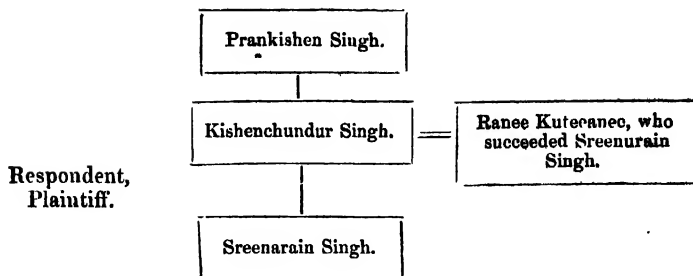 Prankishen Singh.
Kishenchundur Singh.
Ranee Kuteeanee, who
succeeded Sreenurain
Singh.
Respondent,
Plaintiff.
Sreenarain Singh.